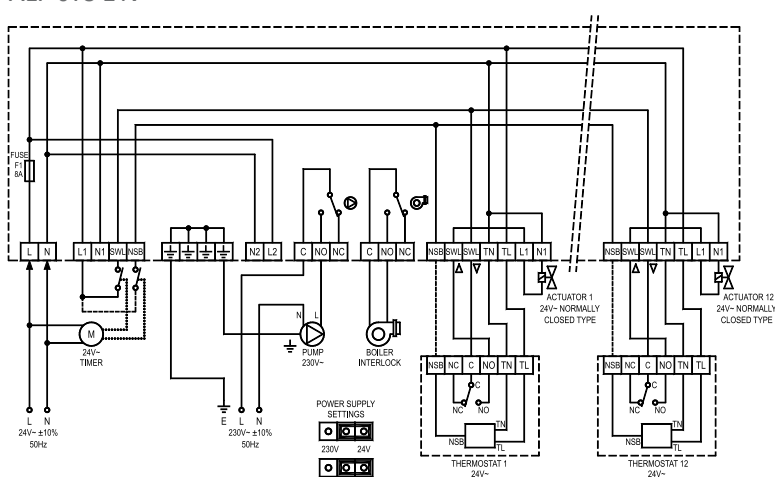 FUSE
F1
8A
L N L1 N1 SWL NSB N2 L2 C NO NC C NO NC NSB SWL SWL TN TL L1 N1 NSB SWL SWL TN TL L1 N1
ACTUATOR 1
24V~ NORMALLY
CLOSED TYPE
ACTUATOR 12
24V~ NORMALLY
CLOSED TYPE
M
24V~
TIMER
N L
PUMP
230V~
BOILER
INTERLOCK
NSB NC C NO TN TL
C
NC NO
TN
NSB
TL
THERMOSTAT 1
24V~
NSB NC C NO TN TL
C
NC NO
TN
NSB
TL
THERMOSTAT 12
24V~
L N
24V~ ±10%
50Hz
E L N
230V~ ±10%
50Hz
POWER SUPPLY
SETTINGS
230V 24V